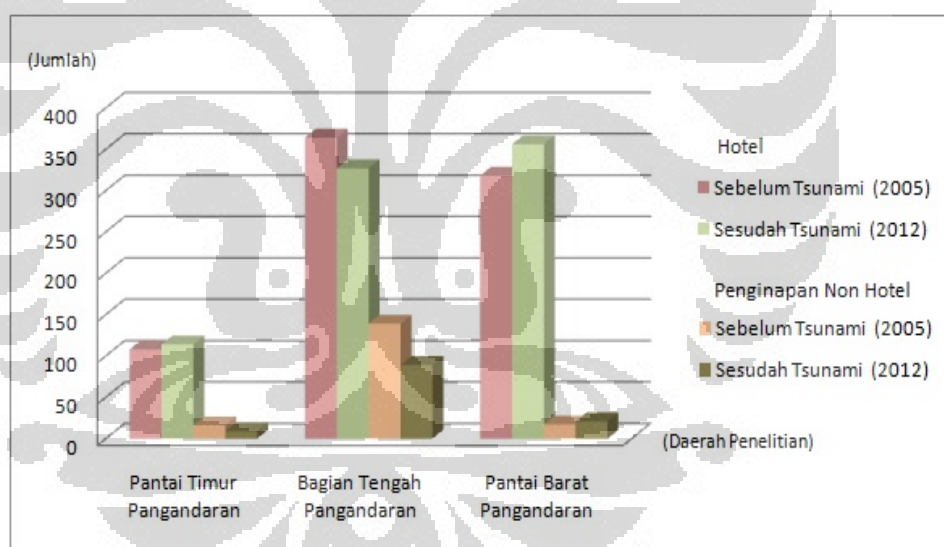 (Jumlah)
400
350
300
250
200
150
100
50
0
Pantai Timur
Pangandaran
Bagian Tengah
Pangandaran
Pantai Barat
Pangandaran
(Daerah Penelitian)
Hotel
Sebelum Tsunami (2005)
Sesudah Tsunami (2012)
Penginapan Non Hotel
Sebelum Tsunami (2005)
Sesudah Tsunami (2012)